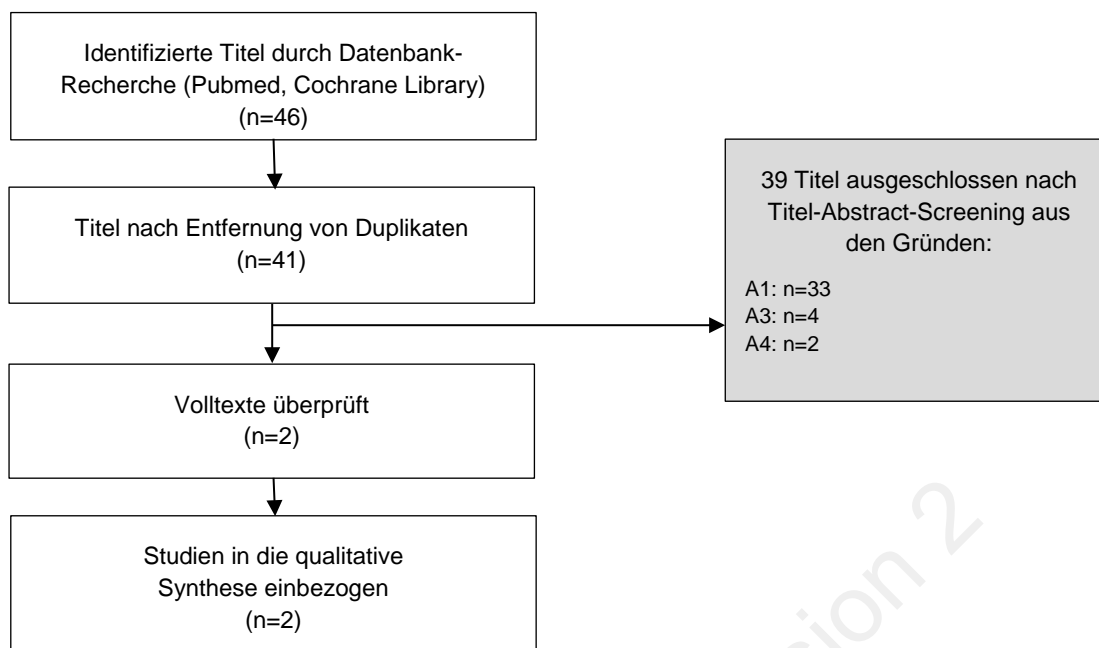 Identifizierte Titel durch Datenbank-
Recherche (Pubmed, Cochrane Library)
(n=46)
Titel nach Entfernung von Duplikaten
(n=41)
39 Titel ausgeschlossen nach
Titel-Abstract-Screening aus
den Gründen:
A1: n=33
A3: n=4
A4: n=2
Volltexte überprüft
(n=2)
Studien in die qualitative
Synthese einbezogen
(n=2)